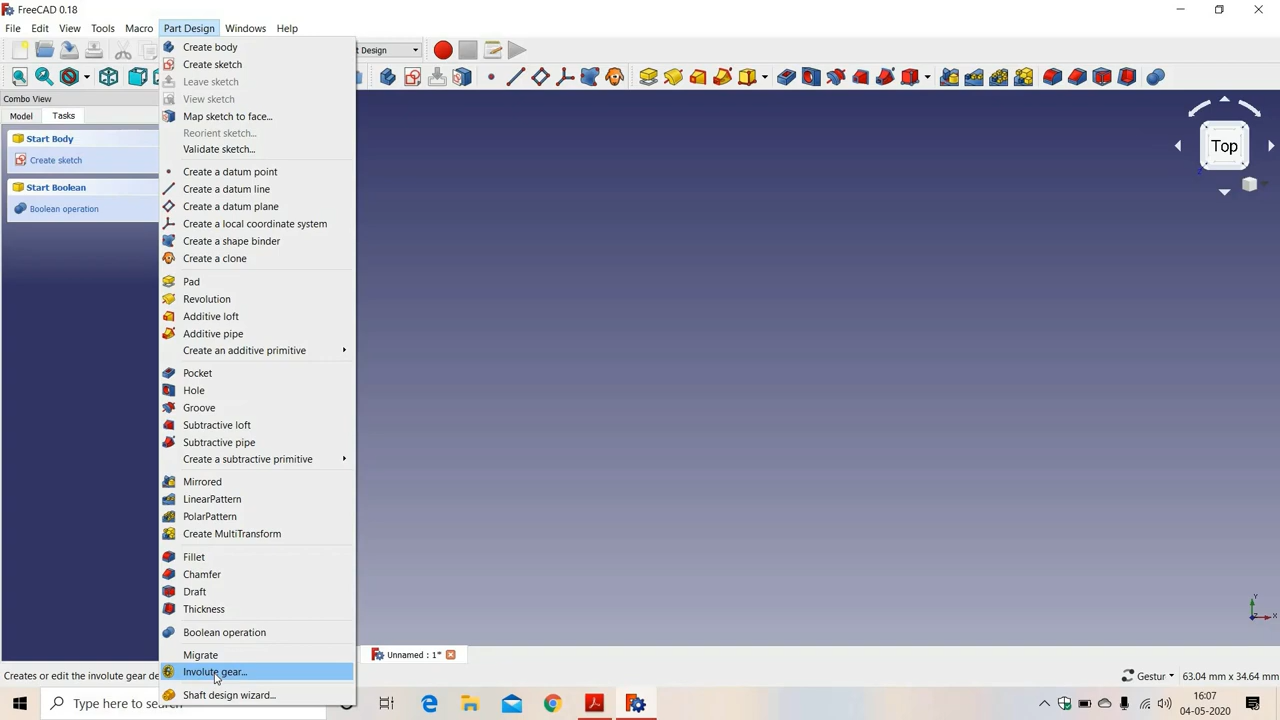 FreeCAD 0.18
File Edit View Tools Macro Part Design Windows Help
Create body
Create sketch
Leave sketch
View sketch
Map sketch to face...
Reorient sketch...
Validate sketch...
Create a datum point
Create a datum line
Create a datum plane
Create a local coordinate system
Create a shape binder
Create a clone
Pad
Revolution
Additive loft
Additive pipe
Create an additive primitive
Pocket
Hole
Groove
Subtractive loft
Subtractive pipe
Create a subtractive primitive
Mirrored
LinearPattern
PolarPattern
Create MultiTransform
Fillet
Chamfer
Draft
Thickness
Boolean operation
Migrate
Involute gear...
Shaft design wizard...
t Design
Combo View
Model Tasks
Start Body
Create sketch
Start Boolean
Boolean operation
Top
Y
X
Unnamed : 1*
Creates or edit the involute gear de
Gestur
63.04 mm x 34.64 mm
Type here to search
16:07
04-05-2020